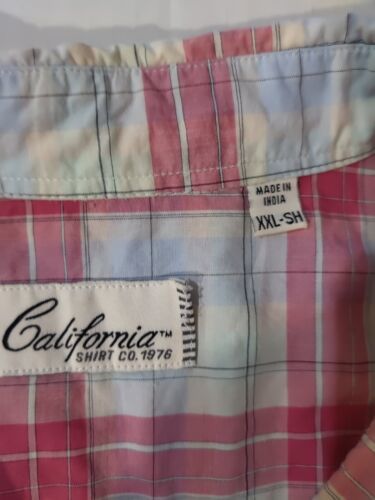 MADE IN
INDIA
XXL-SH
California™
SHIRT CO. 1976